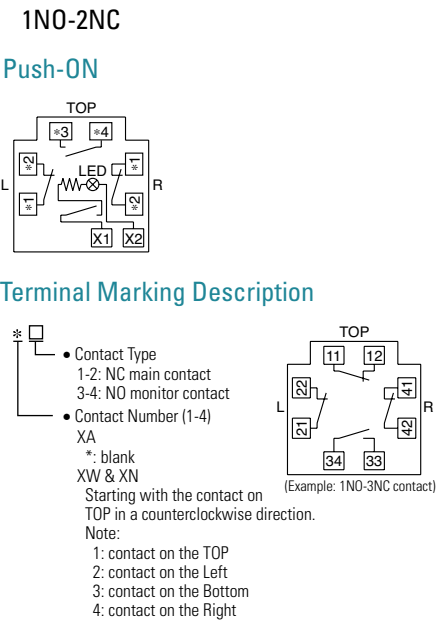 1NO-2NC
Push-ON
TOP
*3 *4
*2 LED *1
L R
*1 *2
X1 X2
Terminal Marking Description
* □
• Contact Type
1-2: NC main contact
3-4: NO monitor contact
• Contact Number (1-4)
XA
*: blank
XW & XN
Starting with the contact on
TOP in a counterclockwise direction.
Note:
1: contact on the TOP
2: contact on the Left
3: contact on the Bottom
4: contact on the Right
TOP
11 12
22 41
L R
21 42
34 33
(Example: 1NO-3NC contact)